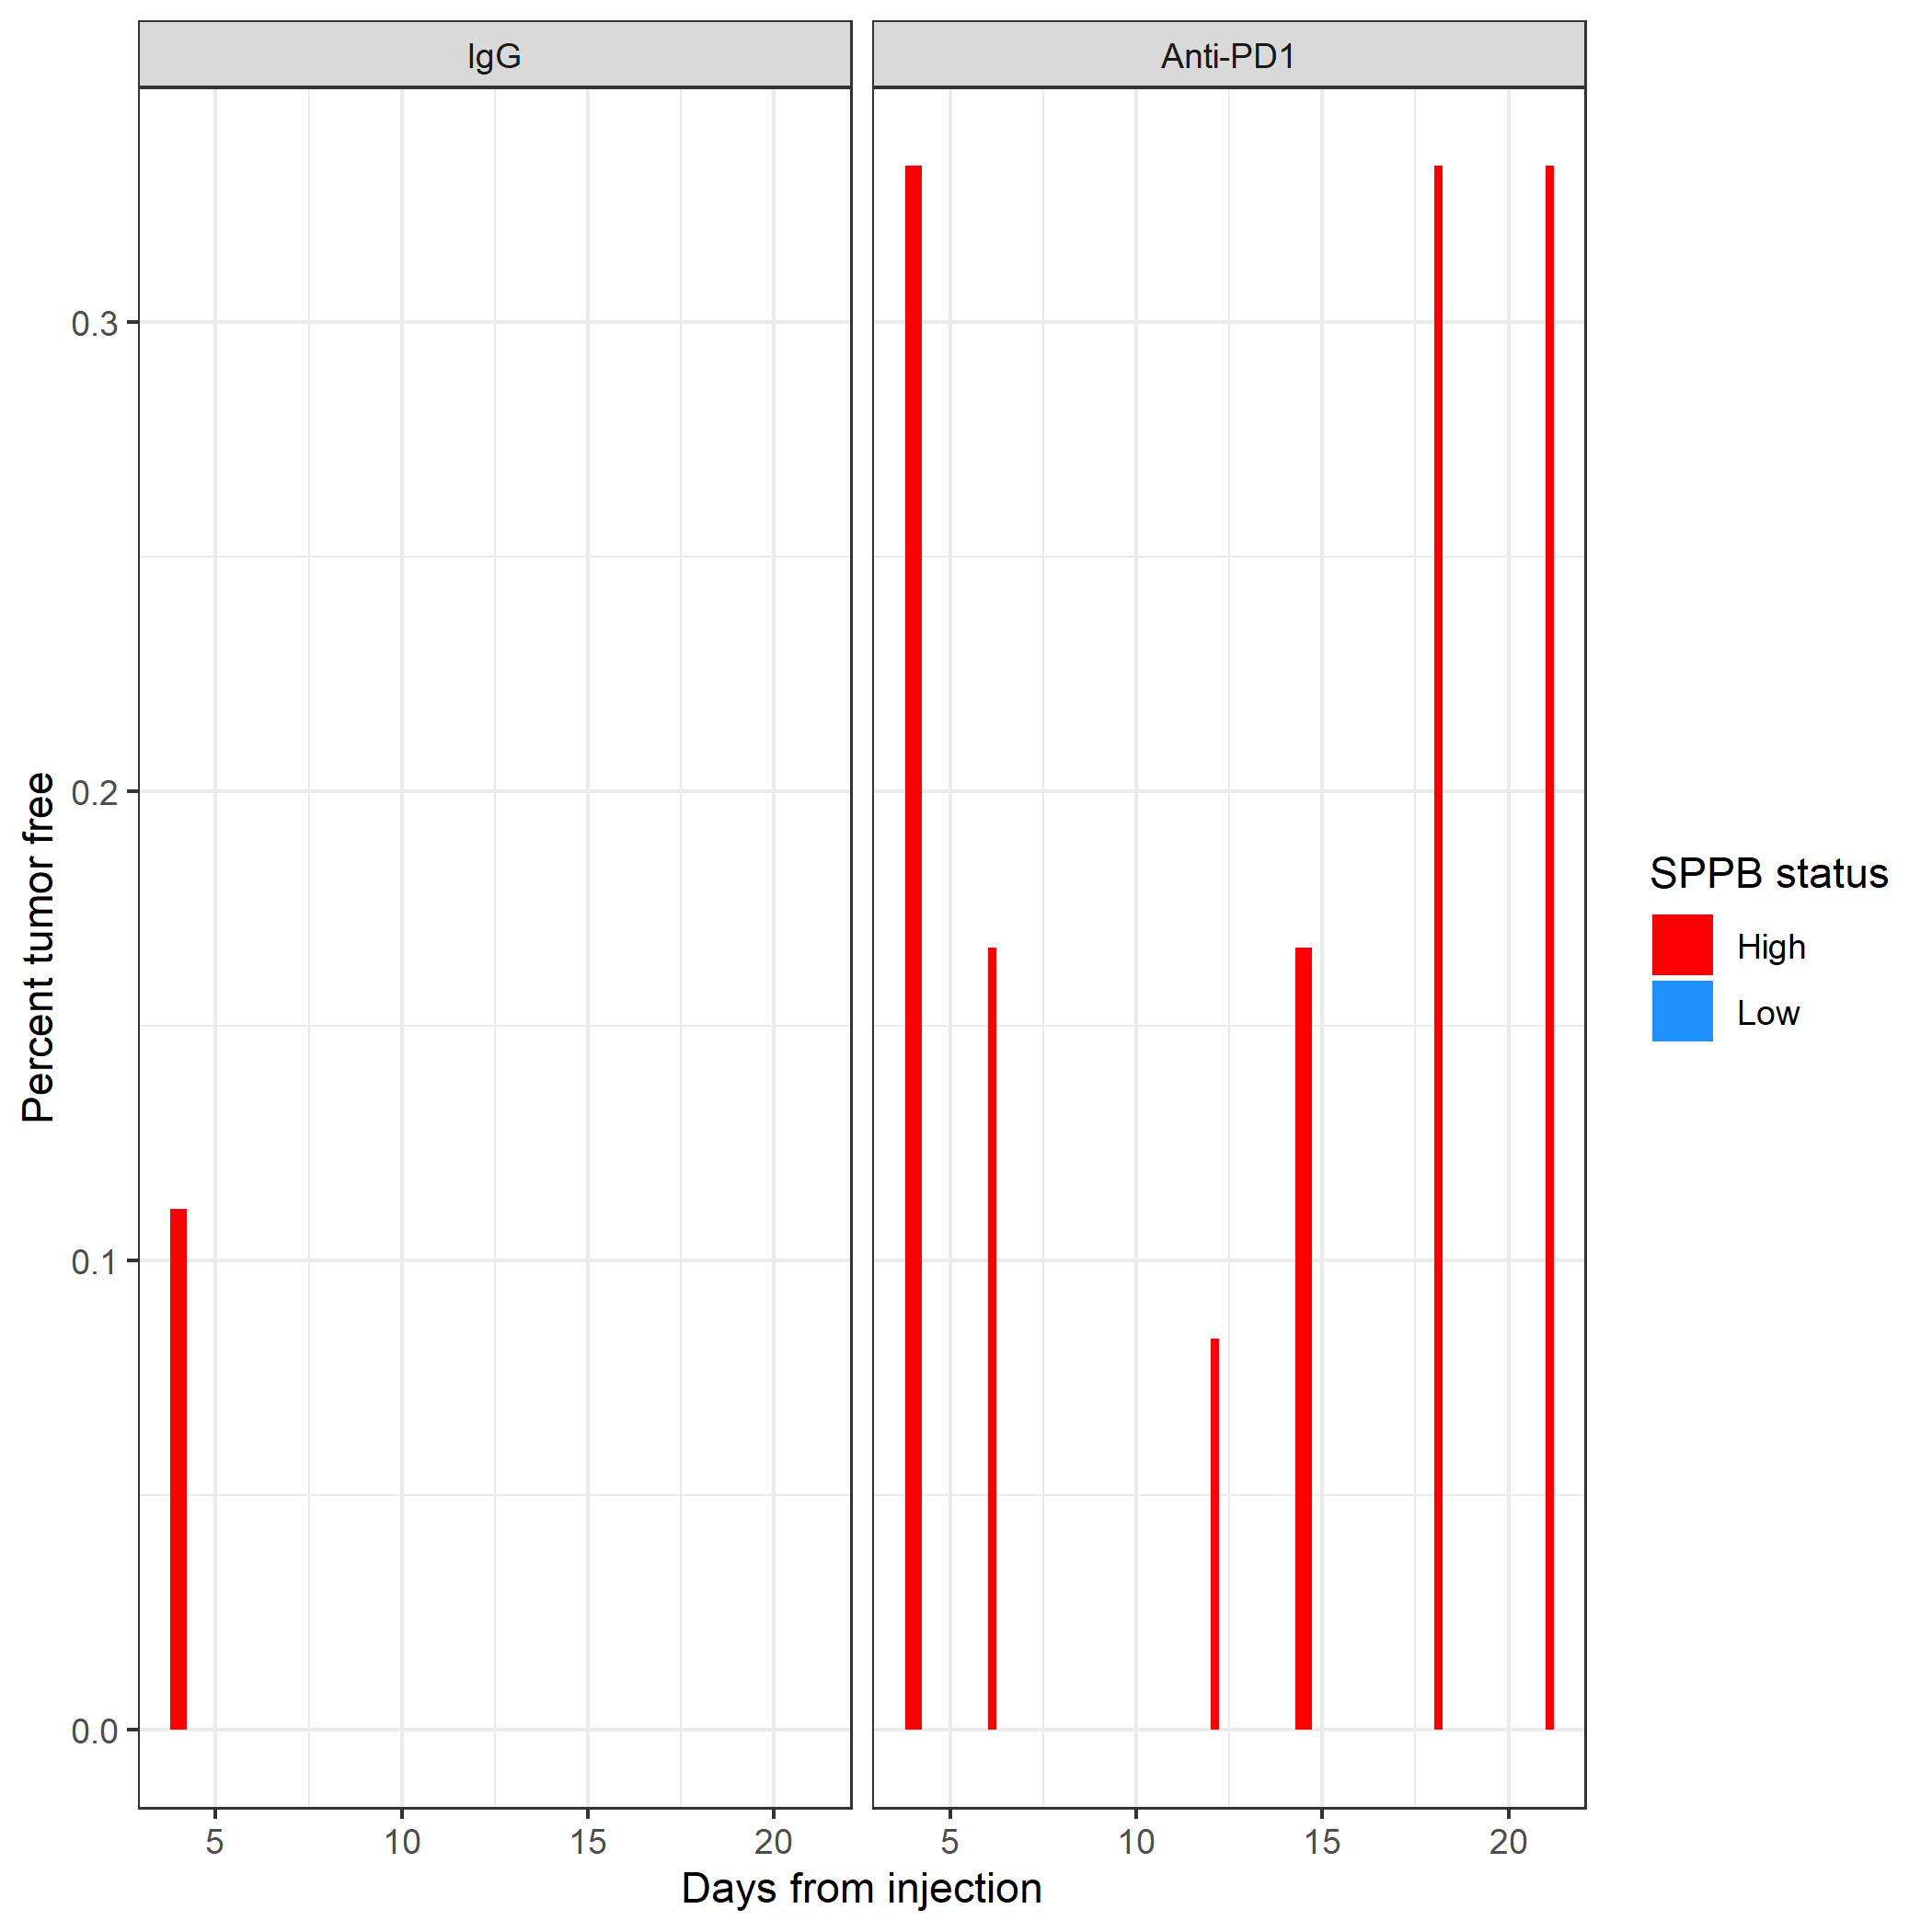 IgG
Anti-PD1
Percent tumor free
0.3
0.2
0.1
0.0
5 10 15 20
5 10 15 20
Days from injection
SPPB status
High
Low